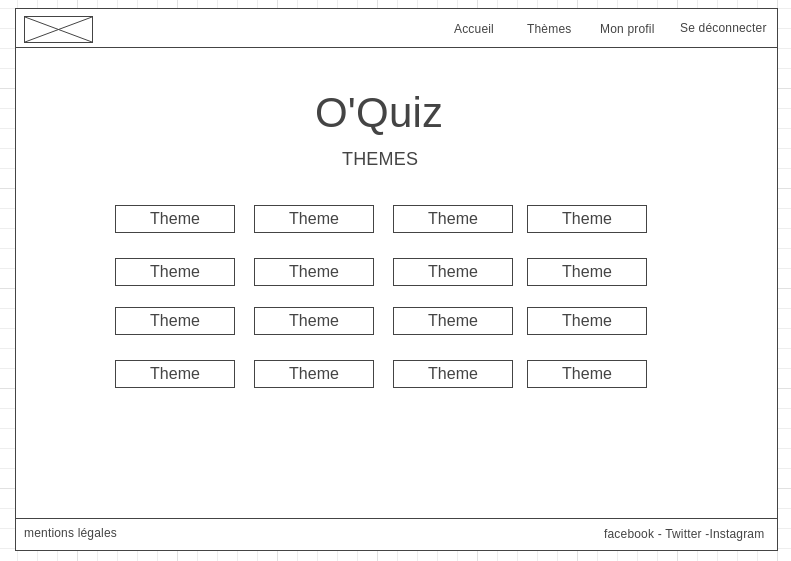 Accueil Thèmes Mon profil Se déconnecter
O'Quiz
THEMES
Theme Theme Theme Theme
Theme Theme Theme Theme
Theme Theme Theme Theme
Theme Theme Theme Theme
mentions légales facebook - Twitter -Instagram